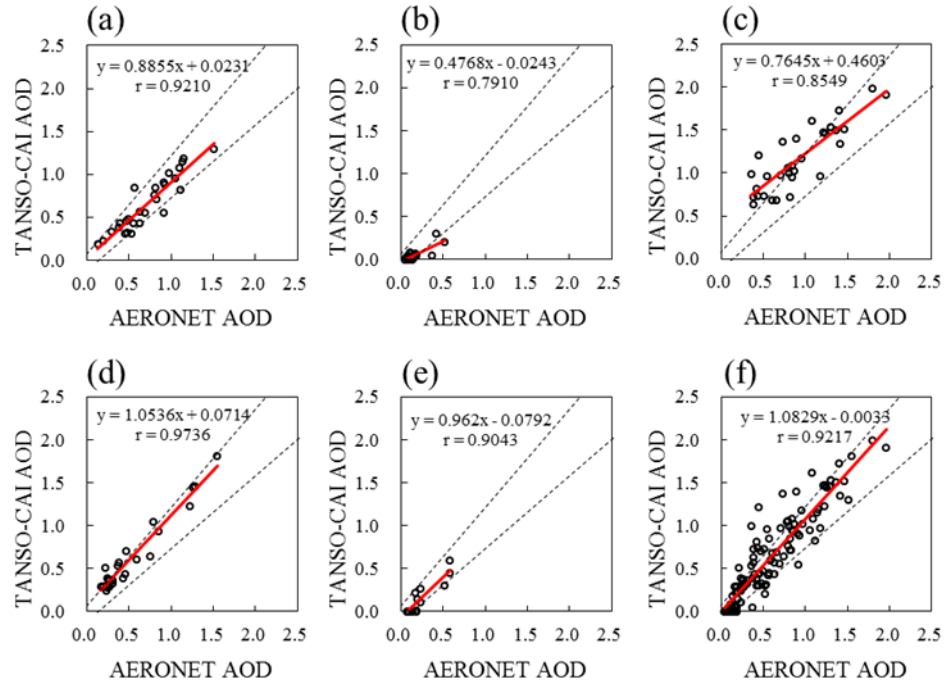 (a)
(b)
(c)
2.5
y = 0.8855x + 0.0231
r = 0.9210
2.0
1.5
1.0
0.5
0.0
TANSO-CAI AOD
0.0 0.5 1.0 1.5 2.0 2.5
AERONET AOD
2.5
y = 0.4768x - 0.0243
r = 0.7910
2.0
1.5
1.0
0.5
0.0
TANSO-CAI AOD
0.0 0.5 1.0 1.5 2.0 2.5
AERONET AOD
2.5
y = 0.7645x + 0.4603
r = 0.8549
2.0
1.5
1.0
0.5
0.0
TANSO-CAI AOD
0.0 0.5 1.0 1.5 2.0 2.5
AERONET AOD
(d)
(e)
(f)
2.5
y = 1.0536x + 0.0714
r = 0.9736
2.0
1.5
1.0
0.5
0.0
TANSO-CAI AOD
0.0 0.5 1.0 1.5 2.0 2.5
AERONET AOD
2.5
y = 0.962x - 0.0792
r = 0.9043
2.0
1.5
1.0
0.5
0.0
TANSO-CAI AOD
0.0 0.5 1.0 1.5 2.0 2.5
AERONET AOD
2.5
y = 1.0829x - 0.0033
r = 0.9217
2.0
1.5
1.0
0.5
0.0
TANSO-CAI AOD
0.0 0.5 1.0 1.5 2.0 2.5
AERONET AOD